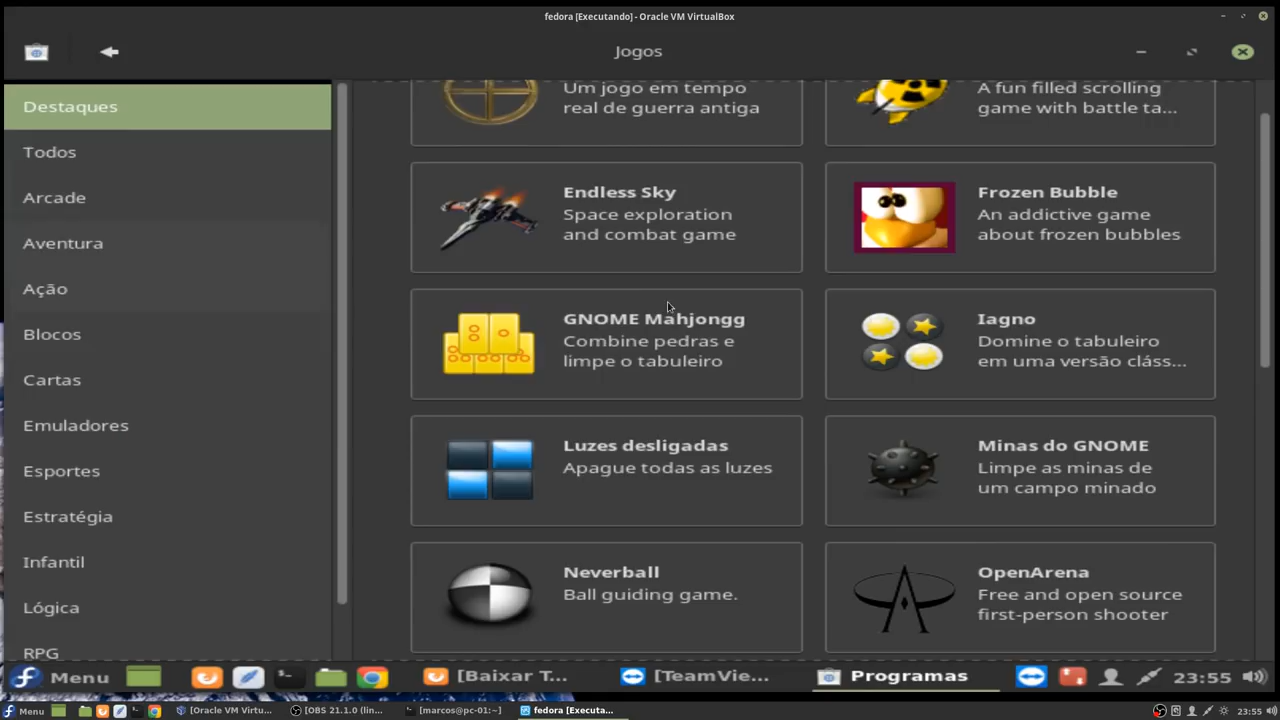 fedora [Executando] - Oracle VM VirtualBox
Jogos
Destaques
Todos
Arcade
Aventura
Ação
Blocos
Cartas
Emuladores
Esportes
Estratégia
Infantil
Lógica
RPG
Um jogo em tempo
real de guerra antiga
A fun filled scrolling
game with battle ta...
Endless Sky
Space exploration
and combat game
Frozen Bubble
An addictive game
about frozen bubbles
GNOME Mahjongg
Combine pedras e
limpe o tabuleiro
Iagno
Domine o tabuleiro
em uma versão cláss...
Luzes desligadas
Apague todas as luzes
Minas do GNOME
Limpe as minas de
um campo minado
Neverball
Ball guiding game.
OpenArena
Free and open source
first-person shooter
Menu
[Baixar T...
[TeamVie...
Programas
23:55
Menu
[Oracle VM Virtu...
[OBS 21.1.0 (lin...
[marcos@pc-01:~]
fedora [Executa...
23:55